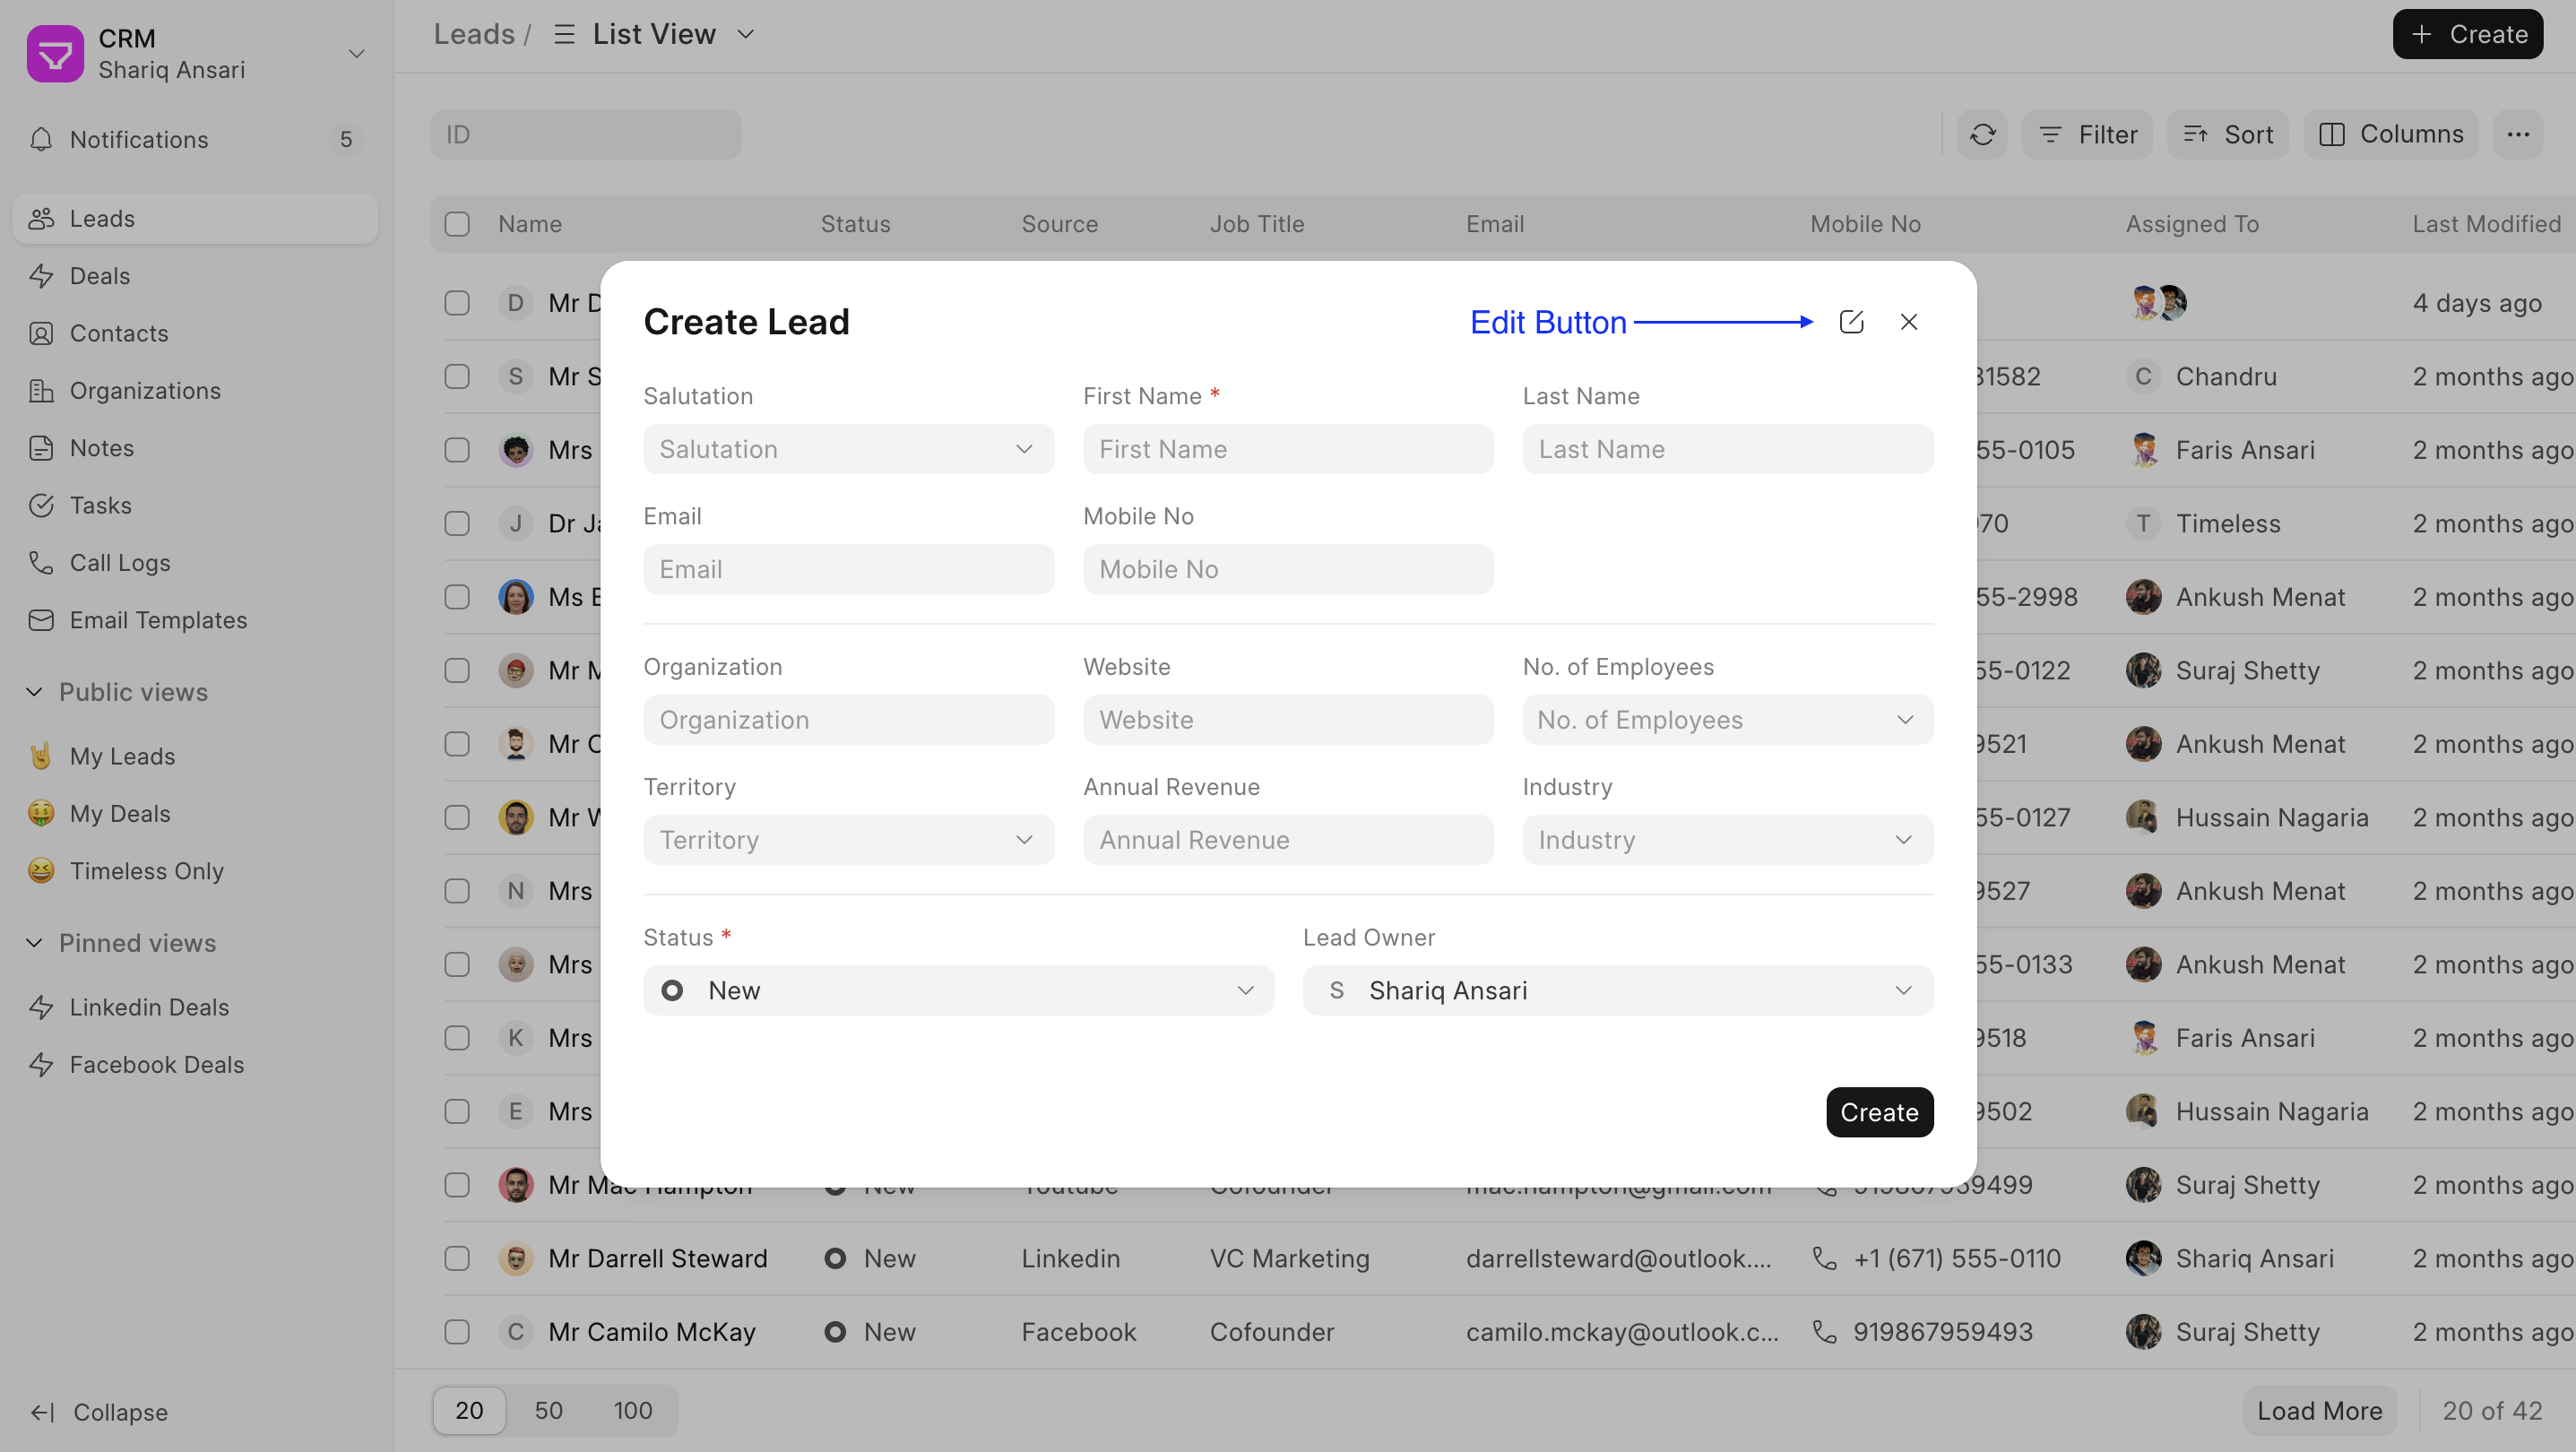 CRM
Shariq Ansari
Notifications 5
Leads
Deals
Contacts
Organizations
Notes
Tasks
Call Logs
Email Templates
Public views
My Leads
My Deals
Timeless Only
Pinned views
Linkedin Deals
Facebook Deals
Collapse
Leads / List View
Create
ID
Filter Sort Columns
Name Status Source Job Title Email Mobile No Assigned To Last Modified
D Mr D 4 days ago
S Mr S 31582 C Chandru 2 months ago
Mrs 55-0105 Faris Ansari 2 months ago
J Dr Ja 970 T Timeless 2 months ago
Ms E 55-2998 Ankush Menat 2 months ago
Mr M 55-0122 Suraj Shetty 2 months ago
Mr C 9521 Ankush Menat 2 months ago
Mr W 55-0127 Hussain Nagaria 2 months ago
N Mrs 9527 Ankush Menat 2 months ago
Mrs 55-0133 Ankush Menat 2 months ago
K Mrs 9518 Faris Ansari 2 months ago
E Mrs 9502 Hussain Nagaria 2 months ago
Mr Mac Hampton New Youtube Cofounder mac.hampton@gmail.com 919867959499 Suraj Shetty 2 months ago
Mr Darrell Steward New Linkedin VC Marketing darrellsteward@outlook.... +1 (671) 555-0110 Shariq Ansari 2 months ago
C Mr Camilo McKay New Facebook Cofounder camilo.mckay@outlook.c... 919867959493 Suraj Shetty 2 months ago
20 50 100
Load More 20 of 42
Create Lead
Edit Button
Salutation First Name * Last Name
Salutation First Name Last Name
Email Mobile No
Email Mobile No
Organization Website No. of Employees
Organization Website No. of Employees
Territory Annual Revenue Industry
Territory Annual Revenue Industry
Status * Lead Owner
New S Shariq Ansari
Create